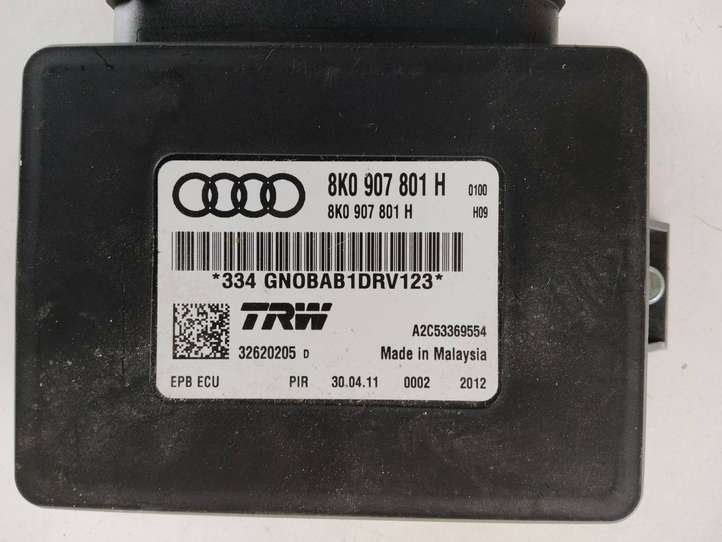 8K0 907 801 H 0100
8K0 907 801 H H09
*334 GNOBAB1DRV123*
TRW A2C53369554
32620205 D Made in Malaysia
EPB ECU PIR 30.04.11 0002 2012